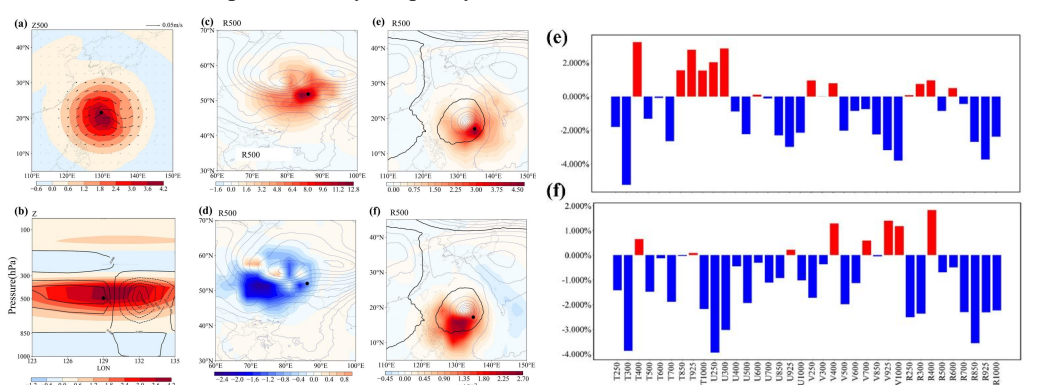 (a)
Z500
0.05m/s
40°N
30°N
20°N
10°N
110°E
120°E
130°E
140°E
150°E
−0.6 0.0 0.6 1.2 1.8 2.4 3.0 3.6 4.2
(b)
Z
Pressure(hPa)
100
300
500
850
1000
123
126
129
132
135
LON
(c)
R500
70°N
60°N
50°N
40°N
30°N
R500
60°E
70°E
80°E
90°E
100°E
−1.6 0.0 1.6 3.2 4.8 6.4 8.0 9.6 11.2 12.8
(d)
R500
70°N
60°N
50°N
40°N
30°N
60°E
70°E
80°E
90°E
100°E
−2.4 −2.0 −1.6 −1.2 −0.8 −0.4 0.0 0.4 0.8
(e)
R500
40°N
30°N
20°N
10°N
110°E
120°E
130°E
140°E
150°E
0.00 0.75 1.50 2.25 3.00 3.75 4.50
(f)
R500
40°N
30°N
20°N
10°N
110°E
120°E
130°E
140°E
150°E
−0.45 0.00 0.45 0.90 1.35 1.80 2.25 2.70
(e)
2.000%
0.000%
−2.000%
−4.000%
(f)
2.000%
1.000%
0.000%
−1.000%
−2.000%
−3.000%
−4.000%
T250 T300 T400 T500 T600 T700 T850 T925 T1000 U250 U300 U400 U500 U600 U700 U850 U925 U1000 V250 V300 V400 V500 V600 V700 V850 V925 V1000 R250 R300 R400 R500 R600 R700 R850 R925 R1000